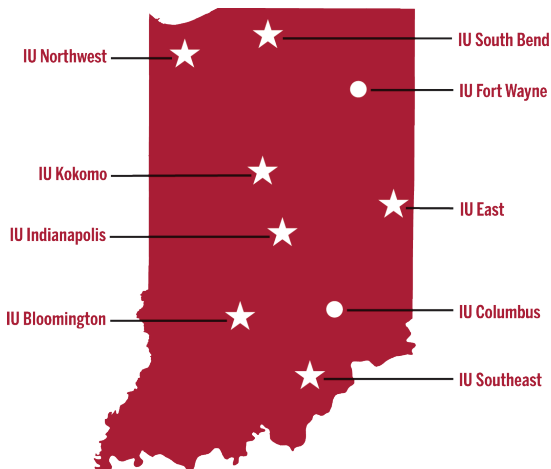 IU South Bend
IU Northwest
IU Fort Wayne
IU Kokomo
IU East
IU Indianapolis
IU Columbus
IU Bloomington
IU Southeast